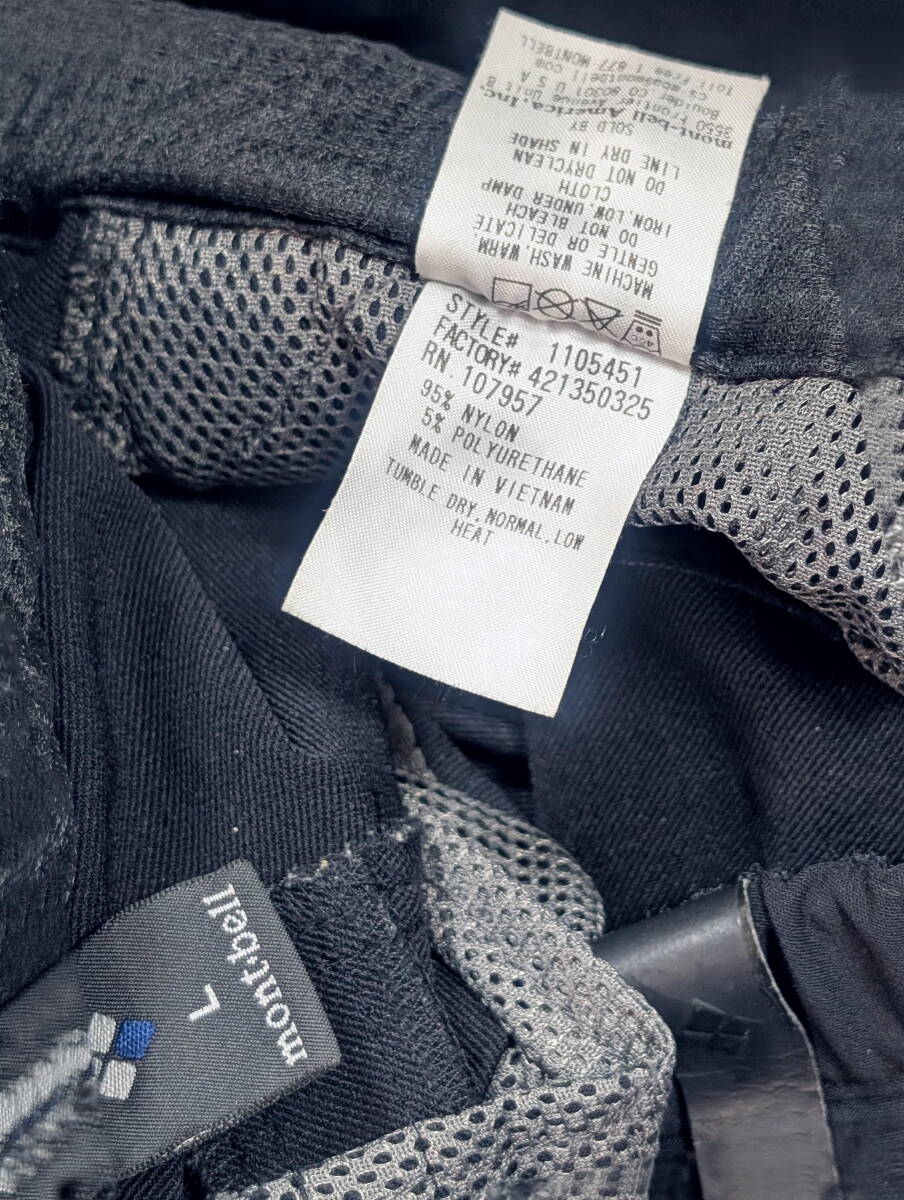 STYLE# 1105451
FACTORY# 421350325
RN. 107957
95% NYLON
5% POLYURETHANE
MADE IN VIETNAM
TUMBLE DRY, NORMAL, LOW
HEAT
MACHINE WASH, WARM
GENTLE OR DELICATE
DO NOT BLEACH
IRON, LOW, UNDER DAMP
CLOTH
DO NOT DRYCLEAN
LINE DRY IN SHADE
SOLD BY
mont-bell America, Inc.
3550 Frontier Avenue Unit B
Boulder CO 80301 U S A
Toll Free 1 877 MONTBELL
mont-bell
L